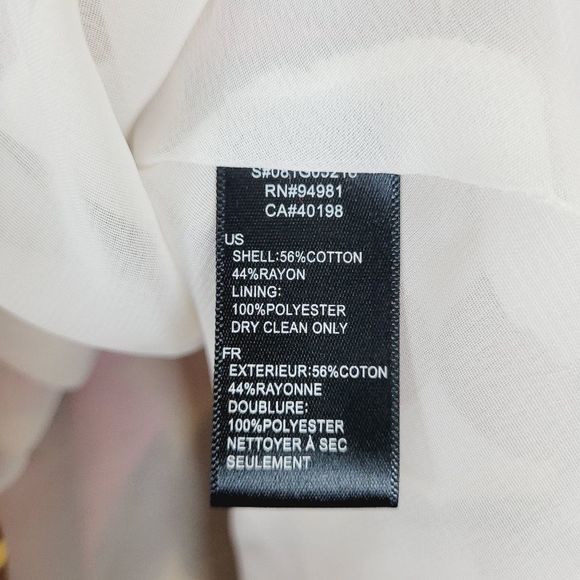 RN#94981
CA#40198
US
SHELL:56%COTTON
44%RAYON
LINING:
100%POLYESTER
DRY CLEAN ONLY
FR
EXTERIEUR:56%COTON
44%RAYONNE
DOUBLURE:
100%POLYESTER
NETTOYER À SEC
SEULEMENT